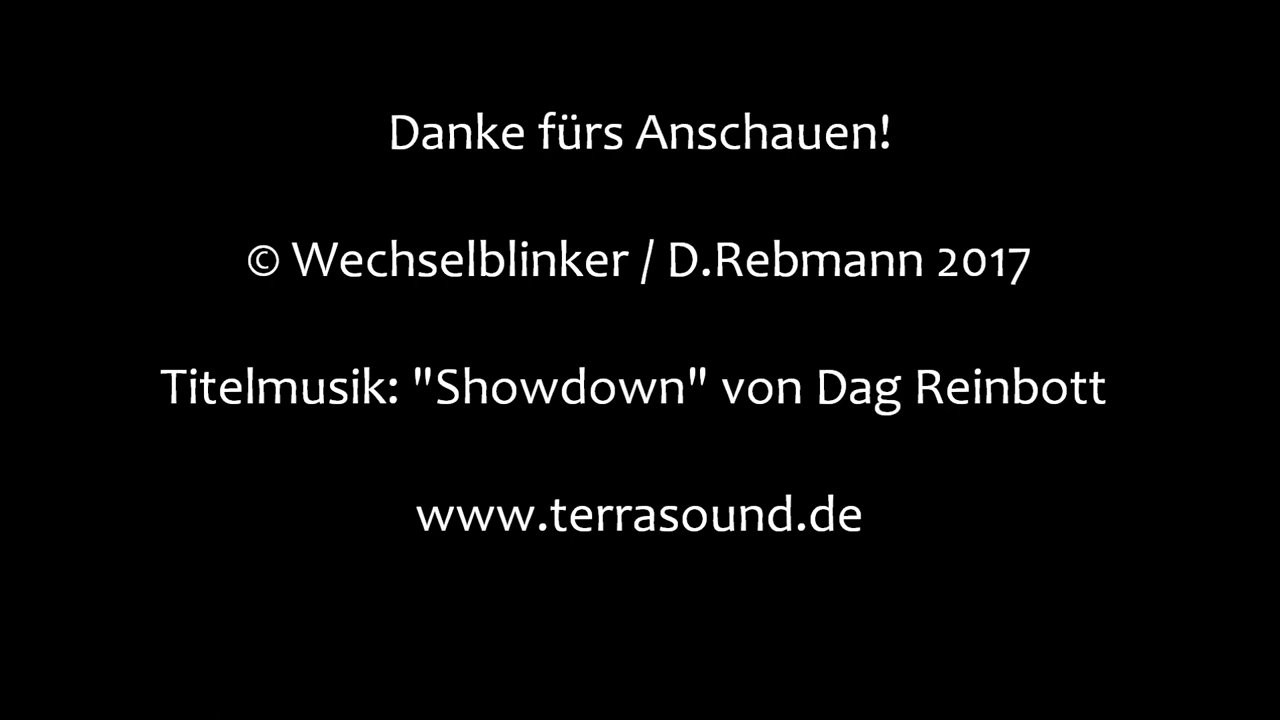 Danke fürs Anschauen!
© Wechselblinker / D.Rebmann 2017
Titelmusik: "Showdown" von Dag Reinbott
www.terrasound.de